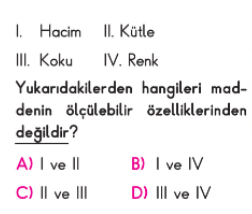 I. Hacim II. Kütle
III. Koku IV. Renk
Yukarıdakilerden hangileri mad-
denin ölçülebilir özelliklerinden
değildir?
A) I ve II B) I ve IV
C) II ve III D) III ve IV